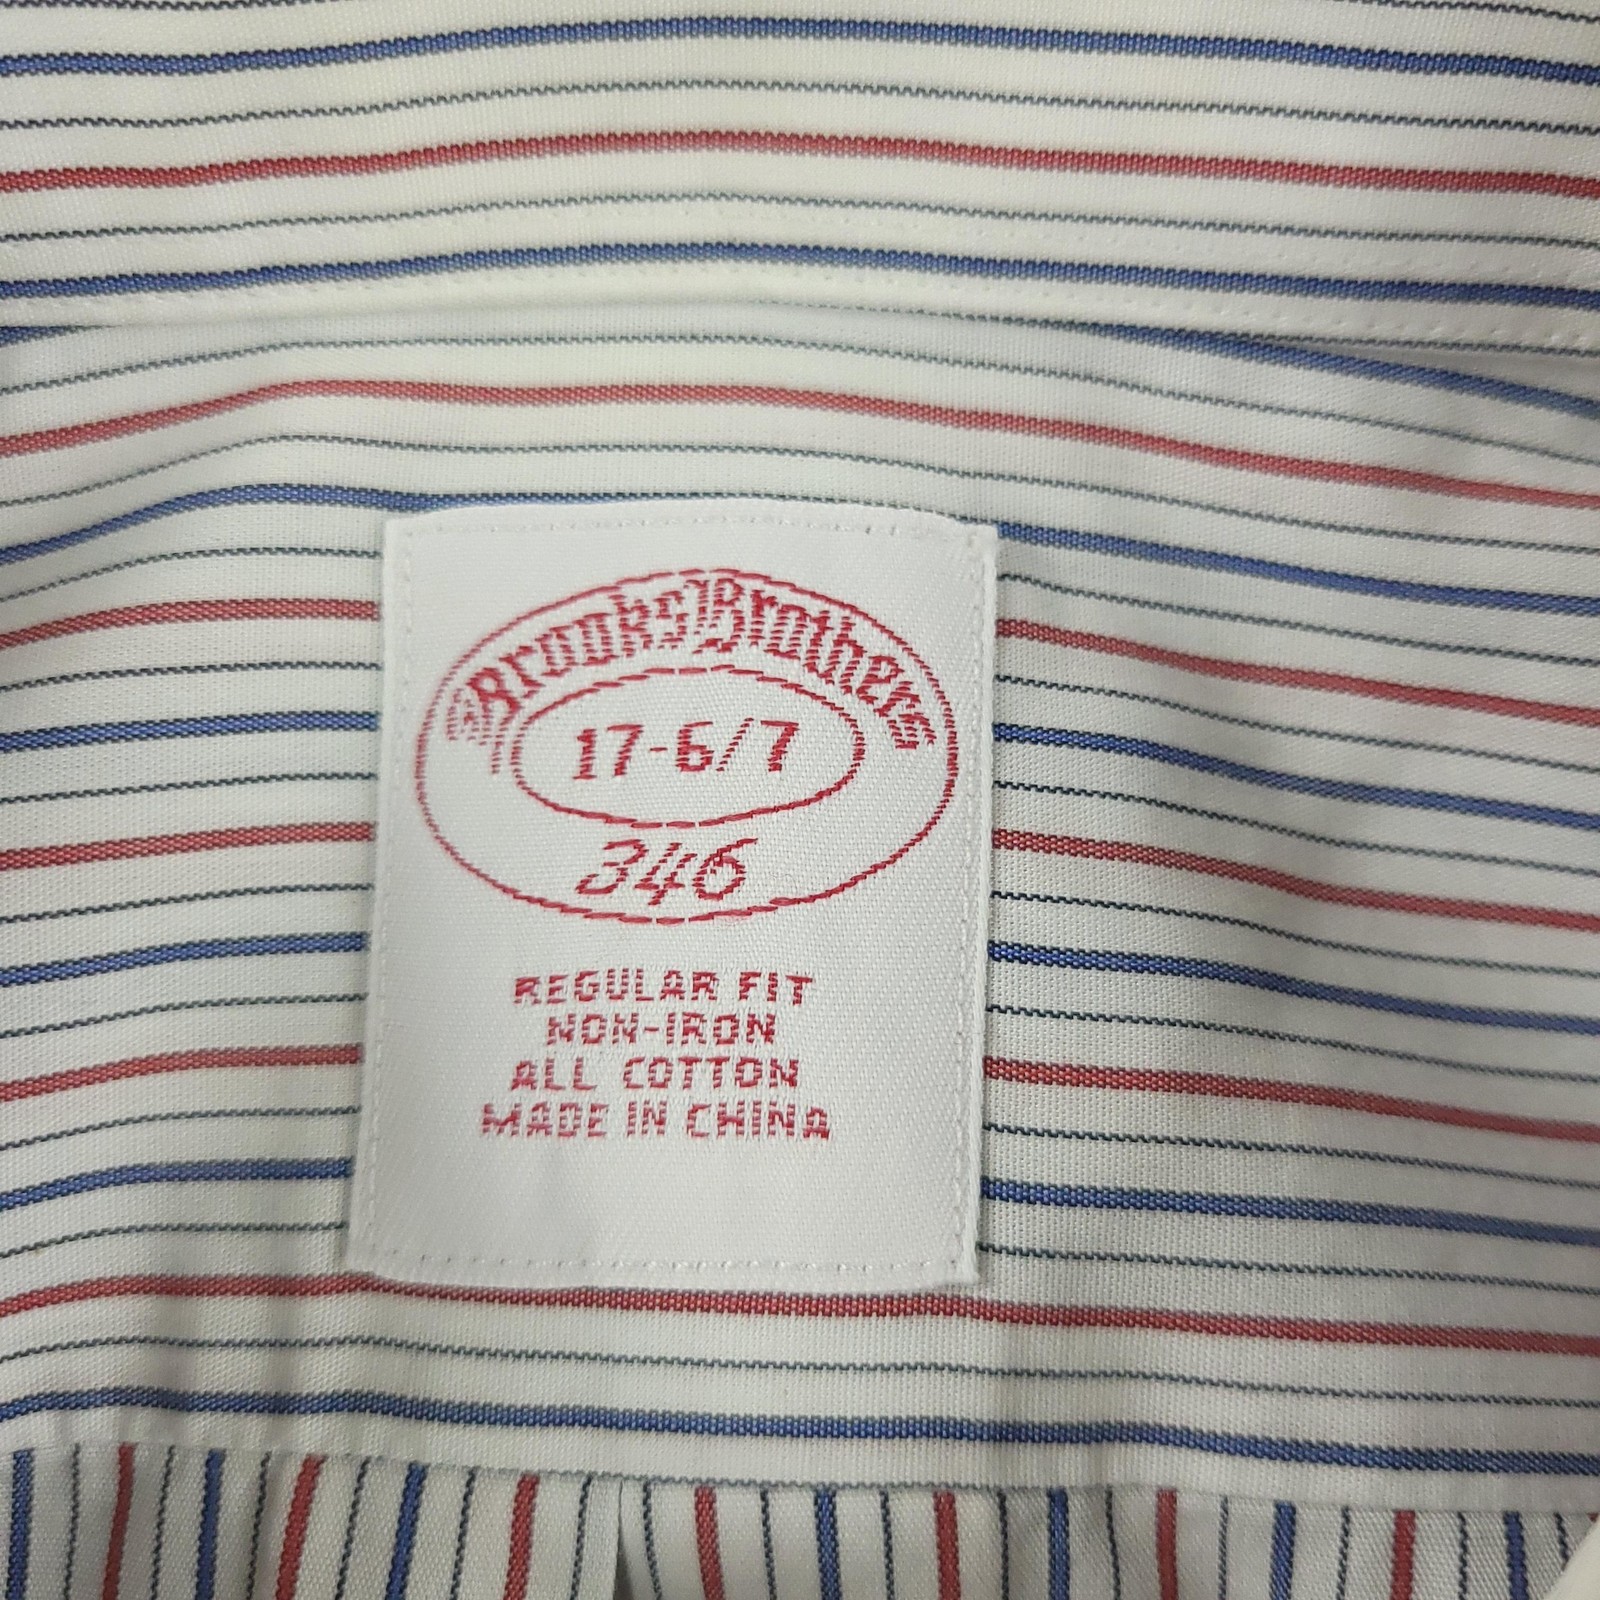 Brooks Brothers
17-6/7
346
REGULAR FIT
NON-IRON
ALL COTTON
MADE IN CHINA